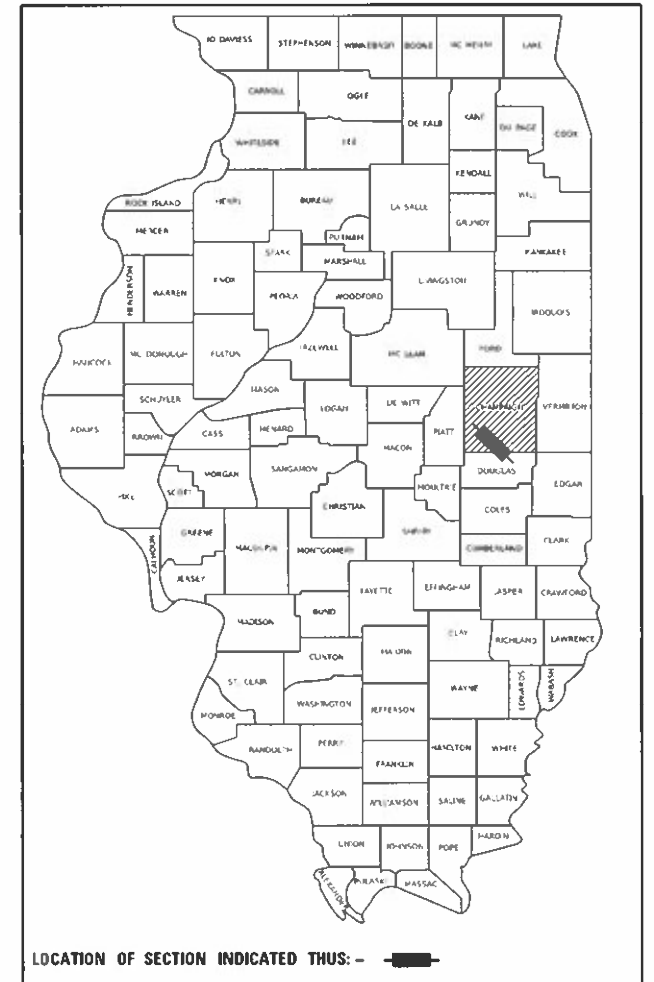 JO DAVIESS STEPHENSON WINNEBAGO BOONE MC HENRY LAKE
CARROLL OGLE DE KALB KANE DU PAGE COOK
WHITESIDE LEE KENDALL WILL
ROCK ISLAND HENRY BUREAU LA SALLE GRUNDY
MERCER PUTNAM KANKAKEE
STARK MARSHALL
HENDERSON WARREN KNOX PEORIA WOODFORD LIVINGSTON IROQUOIS
HANCOCK MC DONOUGH FULTON TAZEWELL MC LEAN FORD
SCHUYLER MASON LOGAN DE WITT CHAMPAIGN VERMILION
ADAMS BROWN CASS MENARD PIATT
MACON
MORGAN SANGAMON DOUGLAS
PIKE SCOTT CHRISTIAN MOULTRIE EDGAR
COLES
GREENE SHELBY
CALHOUN MACOUPIN MONTGOMERY CUMBERLAND CLARK
JERSEY
FAYETTE EFFINGHAM JASPER CRAWFORD
MADISON BOND
CLAY RICHLAND LAWRENCE
CLINTON MARION
ST. CLAIR WAYNE EDWARDS WABASH
MONROE WASHINGTON JEFFERSON
RANDOLPH PERRY HAMILTON WHITE
FRANKLIN
JACKSON WILLIAMSON SALINE GALLATIN
UNION JOHNSON POPE HARDIN
ALEXANDER PULASKI MASSAC
LOCATION OF SECTION INDICATED THUS: -